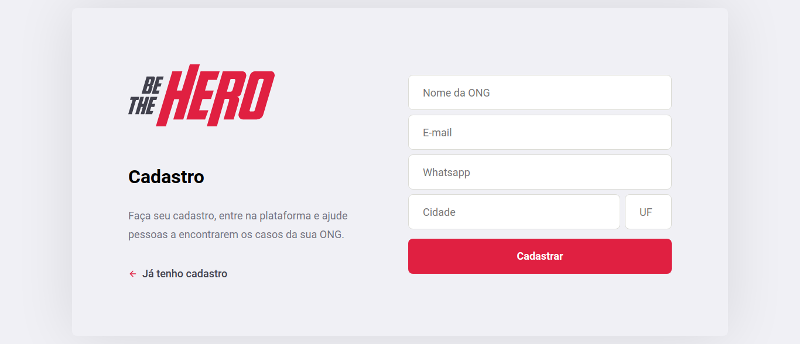 BE
THE
HERO
Cadastro
Faça seu cadastro, entre na plataforma e ajude
pessoas a encontrarem os casos da sua ONG.
← Já tenho cadastro
Nome da ONG
E-mail
Whatsapp
Cidade
UF
Cadastrar